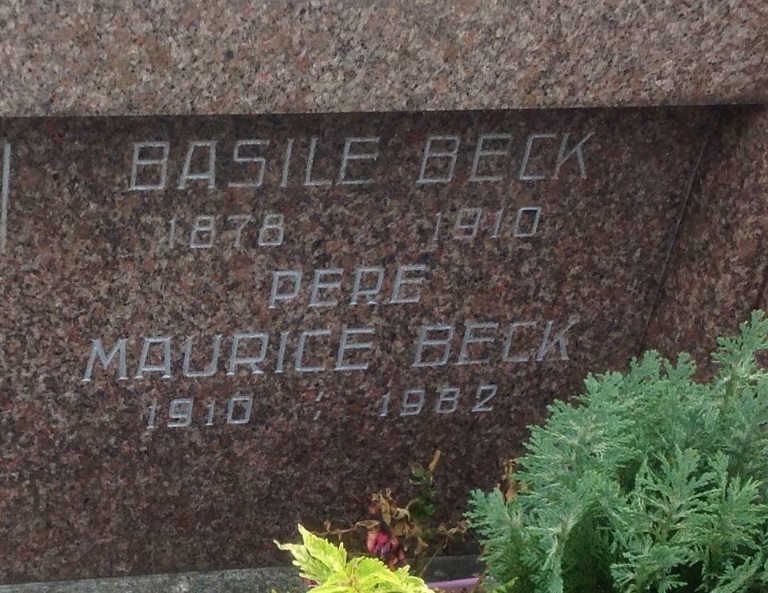 BASILE BECK
1878 1910
PERE
MAURICE BECK
1910 1982